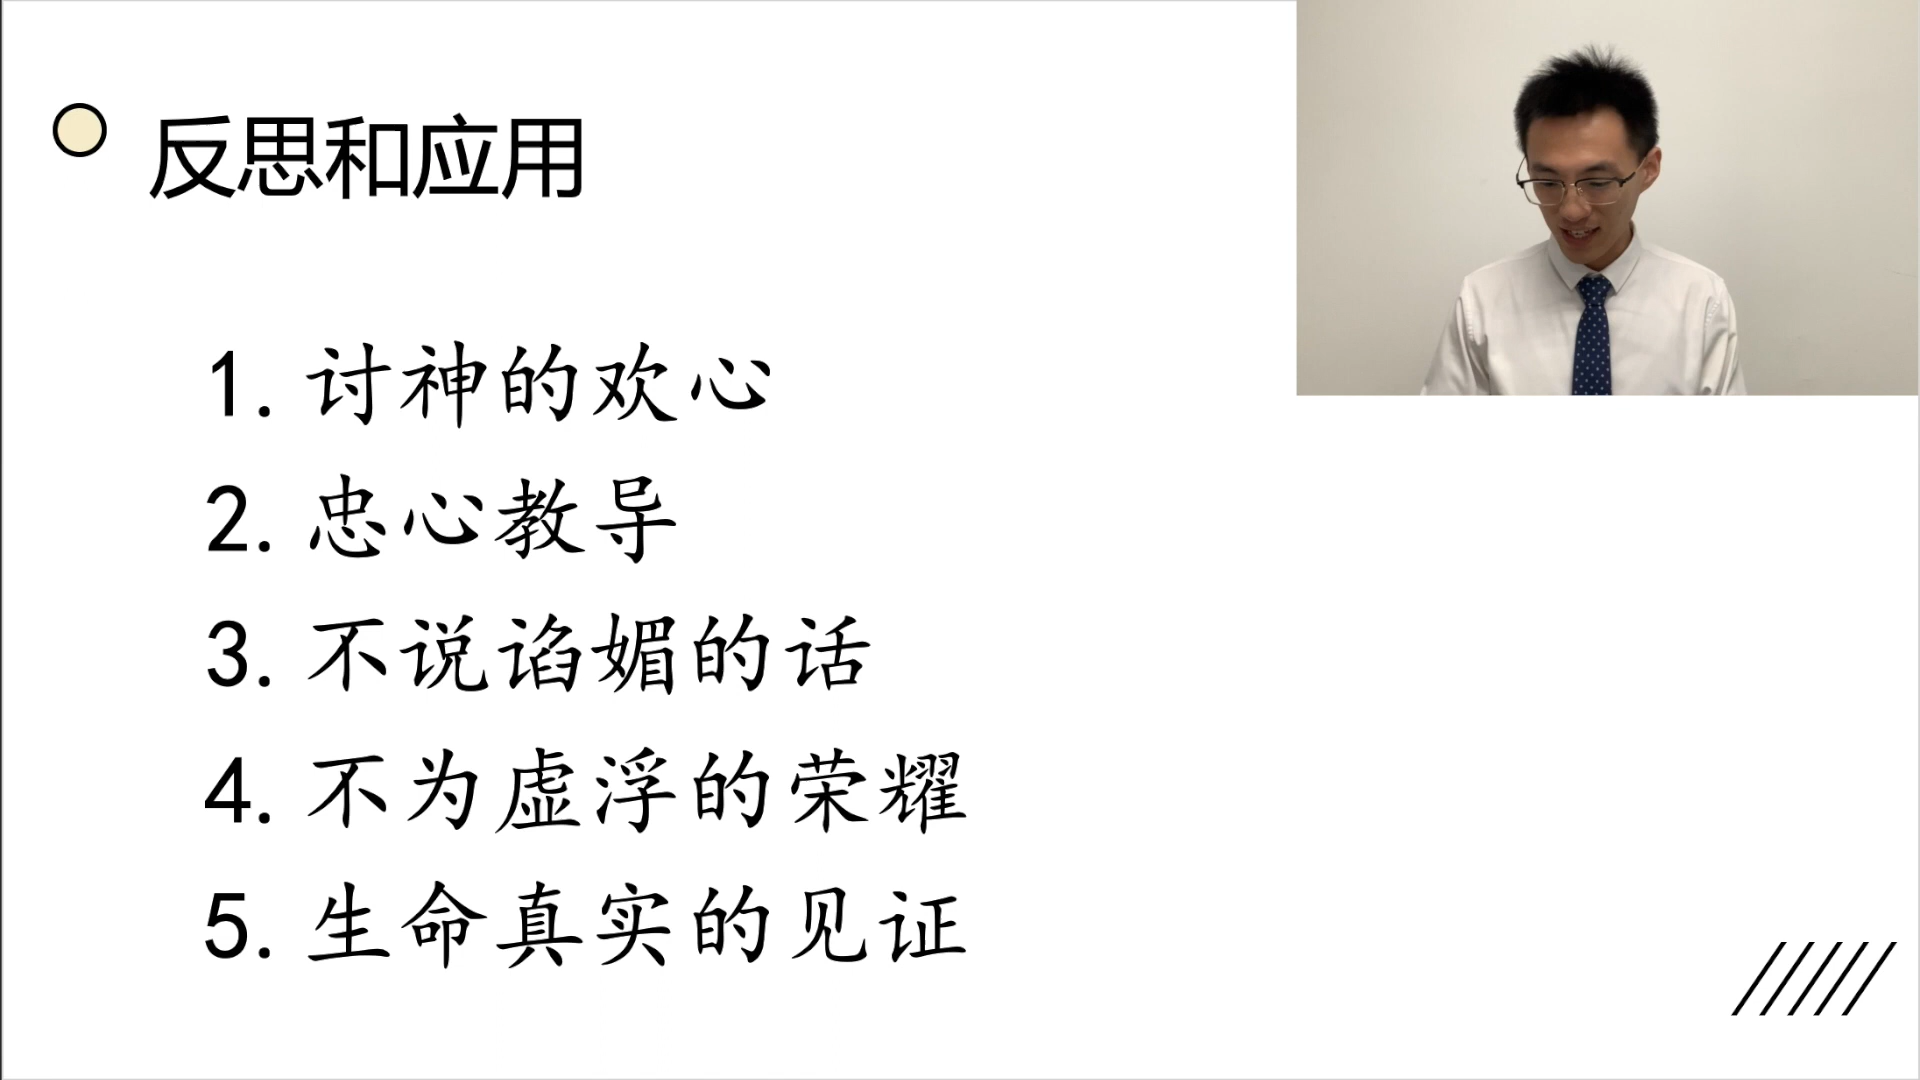 反思和应用
1. 讨神的欢心
2. 忠心教导
3. 不说谄媚的话
4. 不为虚浮的荣耀
5. 生命真实的见证